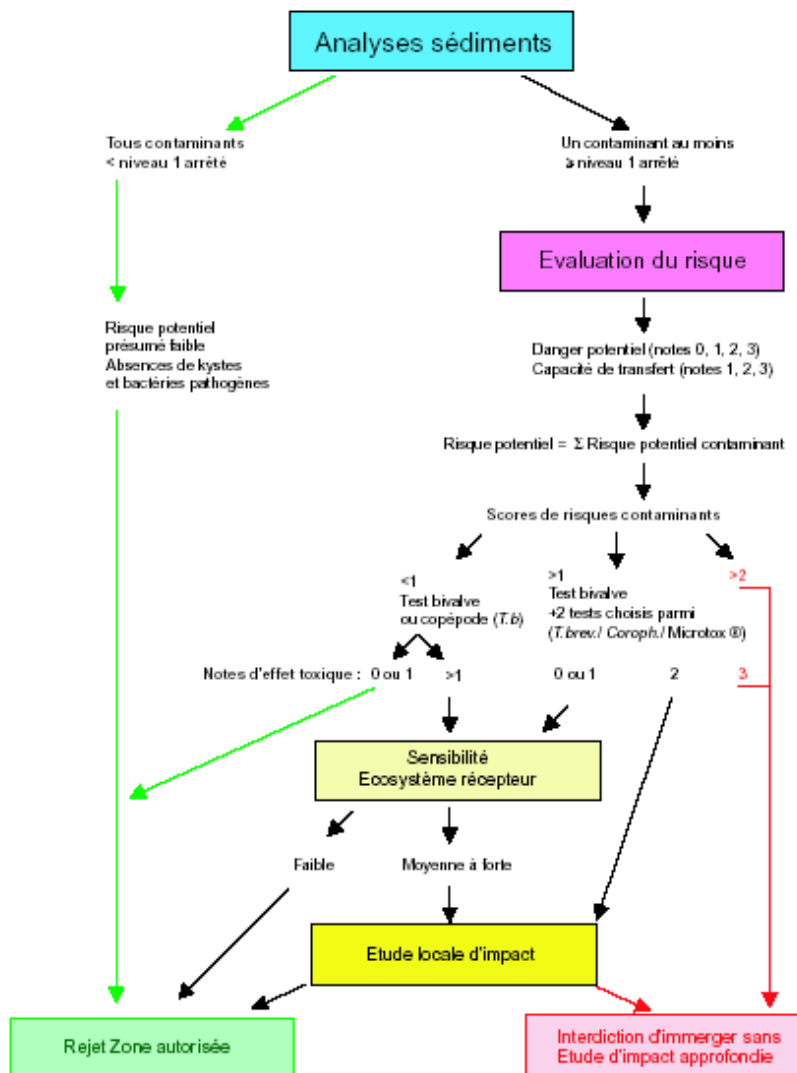 Analyses sédiments
Tous contaminants
< niveau 1 arrêté
Un contaminant au moins
≥ niveau 1 arrêté
Evaluation du risque
Risque potentiel
présumé faible
Absences de kystes
et bactéries pathogènes
Danger potentiel (notes 0, 1, 2, 3)
Capacité de transfert (notes 1, 2, 3)
Risque potentiel = Σ Risque potentiel contaminant
Scores de risques contaminants
<1
Test bivalve
ou copépode (T.b)
>1
Test bivalve
+2 tests choisis parmi
(T.brev./ Coroph./ Microtox ®)
>2
Notes d'effet toxique : 0 ou 1 >1 0 ou 1 2 3
Sensibilité
Ecosystème récepteur
Faible
Moyenne à forte
Etude locale d'impact
Rejet Zone autorisée
Interdiction d'immerger sans
Etude d'impact approfondie